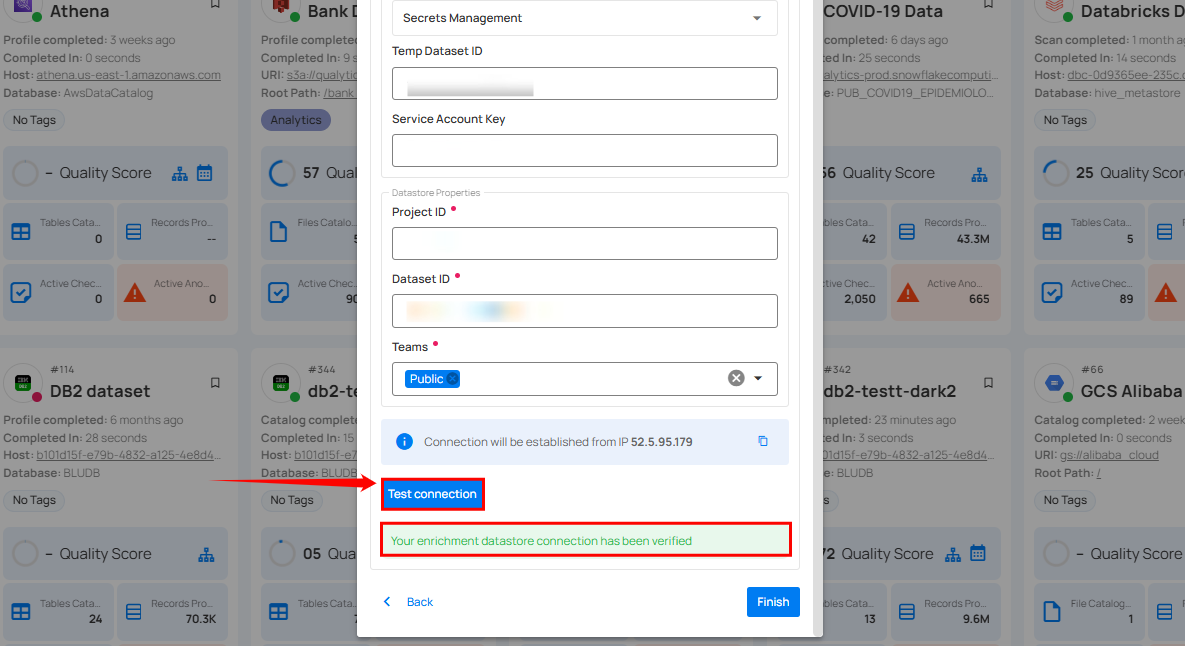 Athena
Profile completed: 3 weeks ago
Completed In: 0 seconds
Host: athena.us-east-1.amazonaws.com
Database: AwsDataCatalog
No Tags
– Quality Score
Tables Cata...
0
Records Pro...
--
Active Chec...
0
Active Ano...
0
Bank
Profile completed:
Completed In: 9
URI: s3a://qualytic
Root Path: /bank
Analytics
57
Files Catalo...
Active Chec
90
Secrets Management
Temp Dataset ID
Service Account Key
Datastore Properties
Project ID *
Dataset ID *
Teams *
Public
Connection will be established from IP 52.5.95.179
Test connection
Your enrichment datastore connection has been verified
Back
Finish
COVID-19 Data
completed: 6 days ago
ed In: 25 seconds
alytics-prod.snowflakecomputi...
e: PUB_COVID19_EPIDEMIOLO...
Quality Score
bles Cata...
42
Records Pro...
43.3M
ctive Chec...
2,050
Active Ano...
665
Databricks D
Scan completed: 1 month a
Completed In: 14 seconds
Host: dbc-0d9365ee-235c.
Database: hive_metastore
No Tags
25 Quality Scor
Tables Cata...
5
Active Chec...
89
#114
DB2 dataset
Profile completed: 6 months ago
Completed In: 28 seconds
Host: b101d15f-e79b-4832-a125-4e8d4...
Database: BLUDB
No Tags
– Quality Score
Tables Cata...
24
Records Pro...
70.3K
#344
db2-te
Catalog completed:
Completed In: 15
Host: b101d15f-e7
Database: BLUDB
No Tags
05 Qua
Tables Cata
#342
db2-testt-dark2
mpleted: 23 minutes ago
ed In: 3 seconds
01d15f-e79b-4832-a125-4e8d4...
e: BLUDB
Quality Score
bles Cata...
13
Records Pro...
9.6M
#66
GCS Alibaba
Catalog completed: 2 week
Completed In: 0 seconds
URI: gs://alibaba_cloud
Root Path: /
No Tags
– Quality Scor
File Catalog...
1